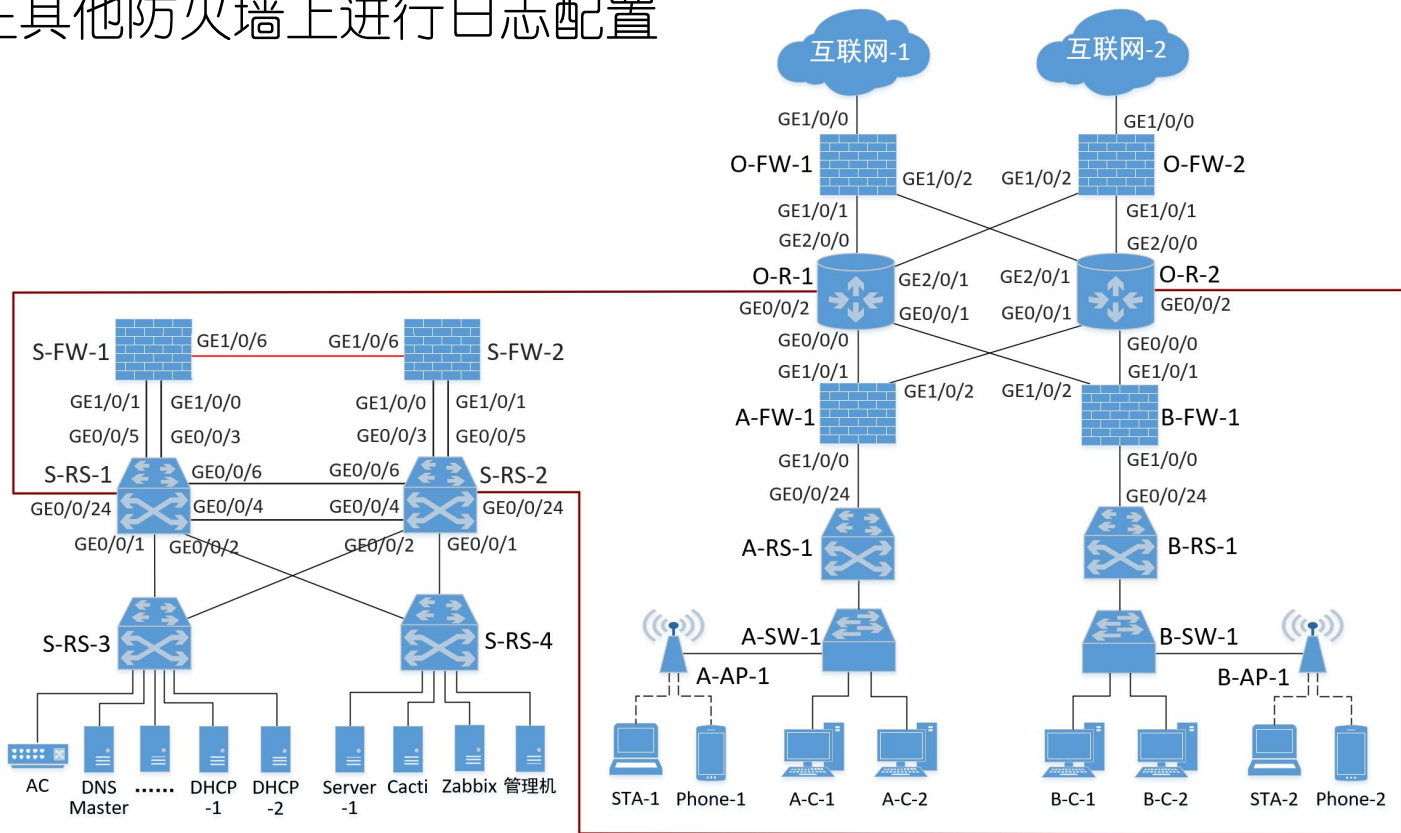 在其他防火墙上进行日志配置
互联网-1
互联网-2
GE1/0/0
GE1/0/0
O-FW-1
O-FW-2
GE1/0/2
GE1/0/2
GE1/0/1
GE1/0/1
GE2/0/0
GE2/0/0
O-R-1
O-R-2
GE2/0/1
GE2/0/1
GE0/0/2
GE0/0/1
GE0/0/1
GE0/0/2
S-FW-1
GE1/0/6
GE1/0/6
S-FW-2
GE0/0/0
GE0/0/0
GE1/0/1
GE1/0/1
GE1/0/2
GE1/0/2
A-FW-1
B-FW-1
GE1/0/1
GE1/0/0
GE1/0/0
GE1/0/1
GE0/0/5
GE0/0/3
GE0/0/3
GE0/0/5
GE1/0/0
GE1/0/0
S-RS-1
GE0/0/6
GE0/0/6
S-RS-2
GE0/0/24
GE0/0/24
GE0/0/24
GE0/0/4
GE0/0/4
GE0/0/24
GE0/0/1
GE0/0/2
GE0/0/2
GE0/0/1
A-RS-1
B-RS-1
S-RS-3
S-RS-4
A-SW-1
B-SW-1
A-AP-1
B-AP-1
AC
DNS
Master
......
DHCP
-1
DHCP
-2
Server
-1
Cacti
Zabbix
管理机
STA-1
Phone-1
A-C-1
A-C-2
B-C-1
B-C-2
STA-2
Phone-2